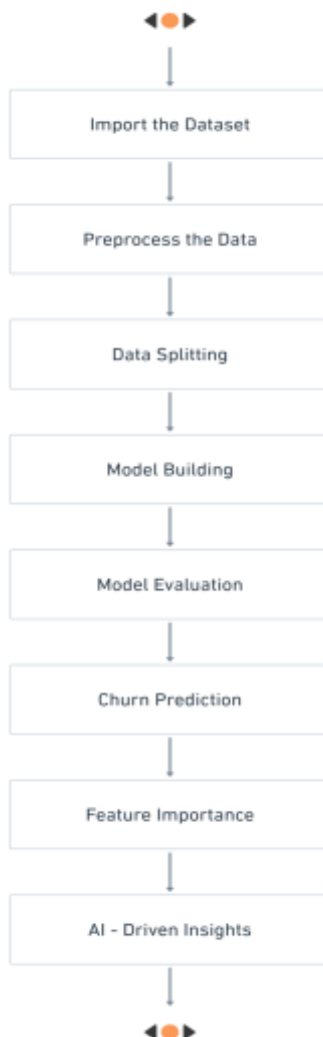 Import the Dataset
Preprocess the Data
Data Splitting
Model Building
Model Evaluation
Churn Prediction
Feature Importance
AI - Driven Insights